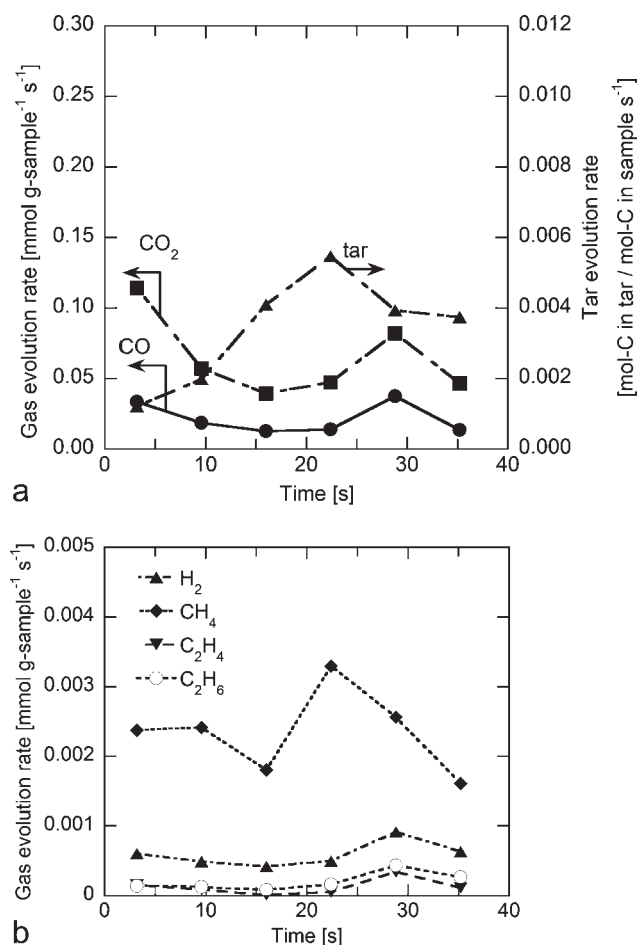 0.30
0.25
0.20
0.15
0.10
0.05
0.00
Gas evolution rate [mmol g-sample⁻¹ s⁻¹]
CO₂
CO
tar
0.012
0.010
0.008
0.006
0.004
0.002
0.000
Tar evolution rate
[mol-C in tar / mol-C in sample s⁻¹]
0 10 20 30 40
Time [s]
a
0.005
0.004
0.003
0.002
0.001
0
Gas evolution rate [mmol g-sample⁻¹ s⁻¹]
H₂
CH₄
C₂H₄
C₂H₆
0 10 20 30 40
Time [s]
b